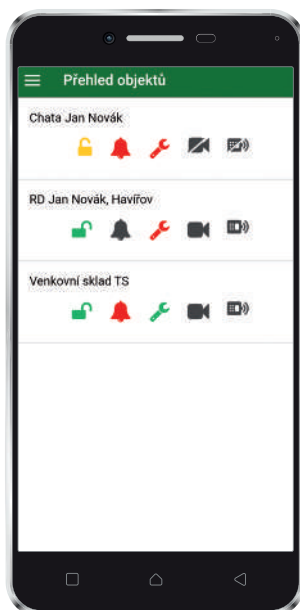 Přehled objektů
Chata Jan Novák
RD Jan Novák, Havířov
Venkovní sklad TS